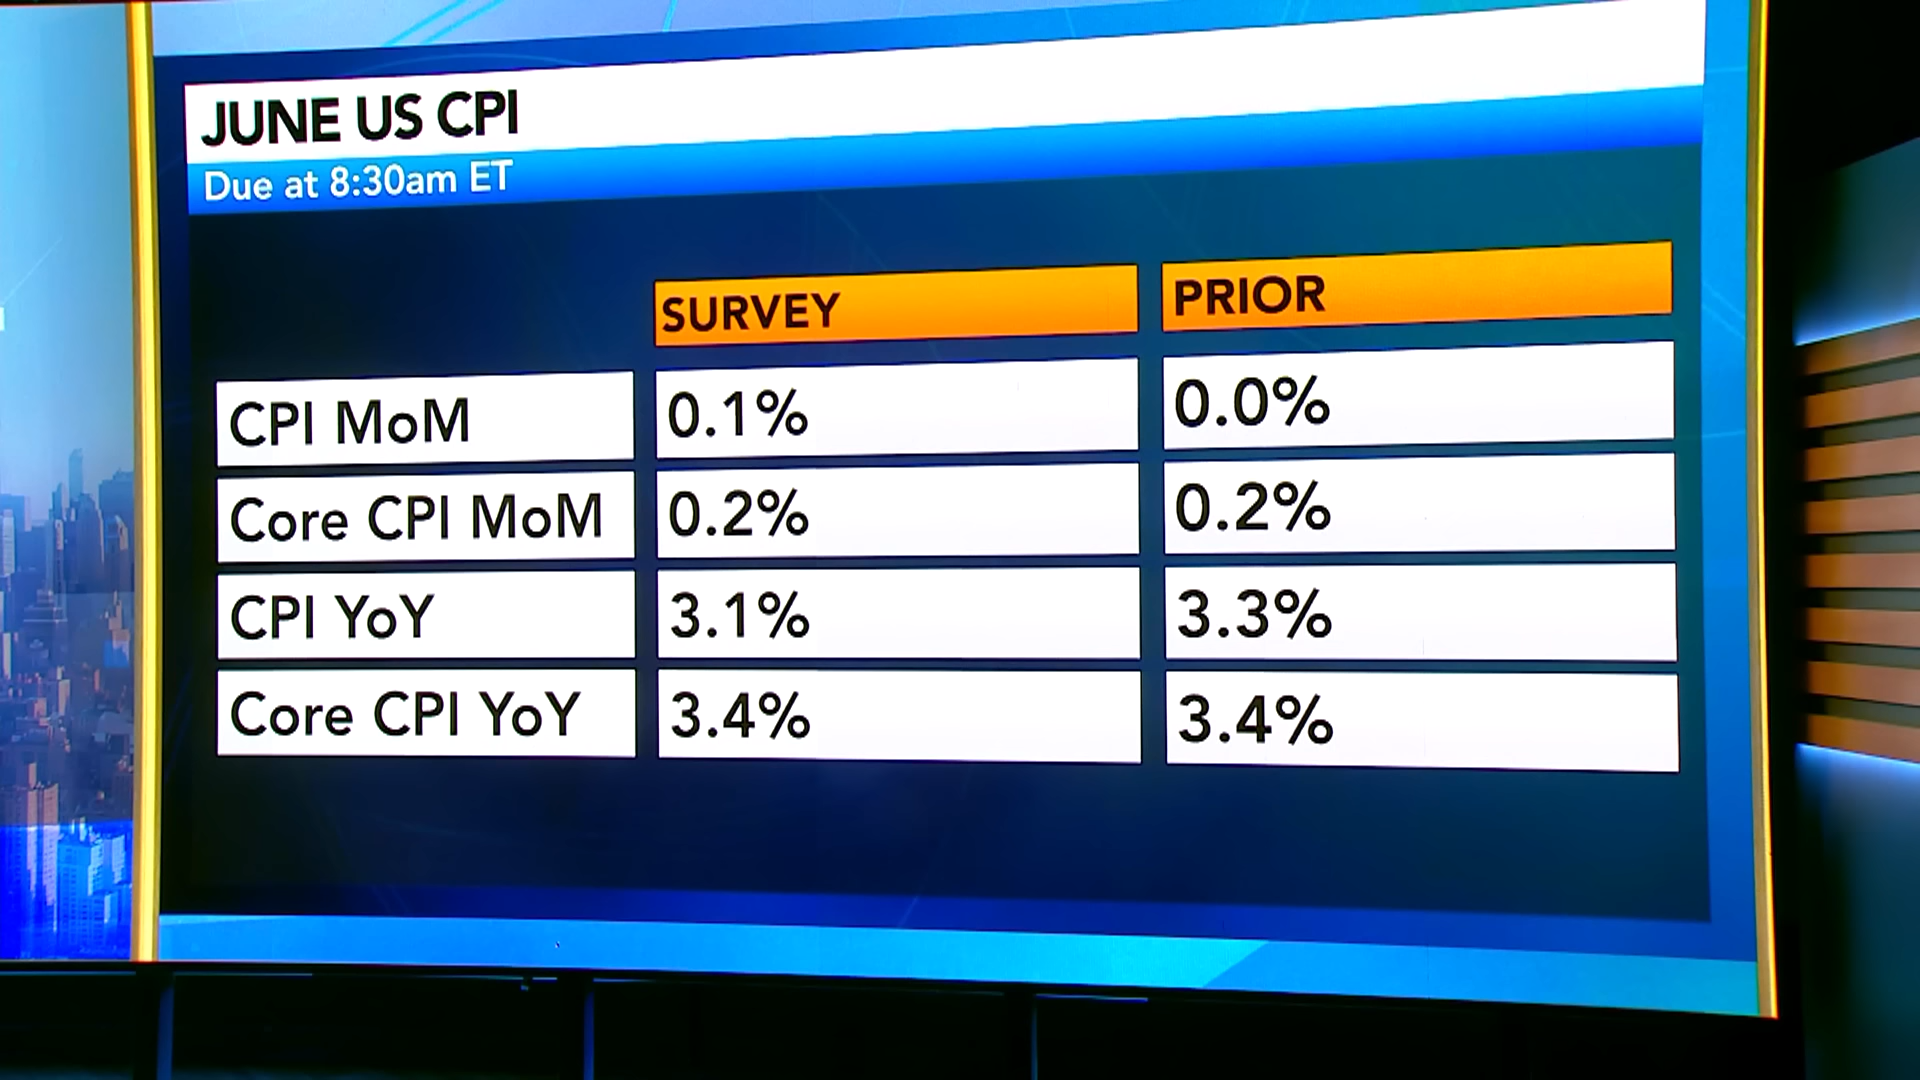 JUNE US CPI
Due at 8:30am ET
SURVEY PRIOR
CPI MoM 0.1% 0.0%
Core CPI MoM 0.2% 0.2%
CPI YoY 3.1% 3.3%
Core CPI YoY 3.4% 3.4%